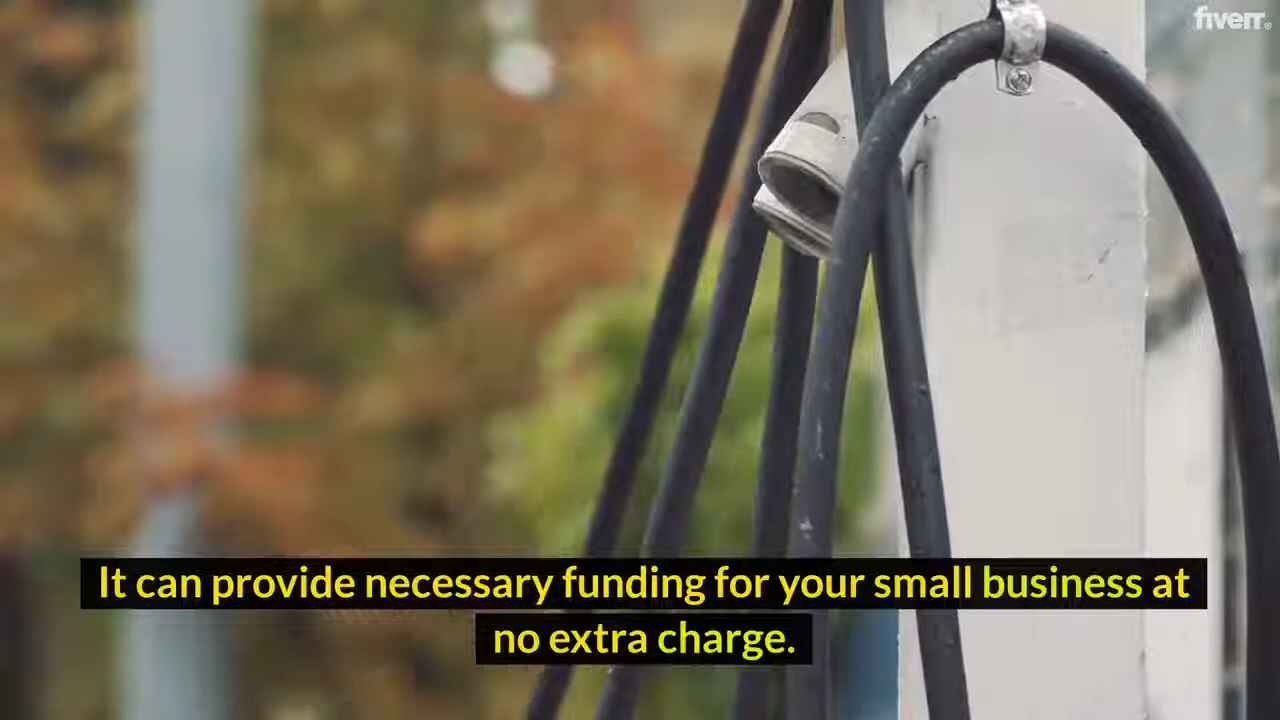 fiverr®
It can provide necessary funding for your small business at
no extra charge.